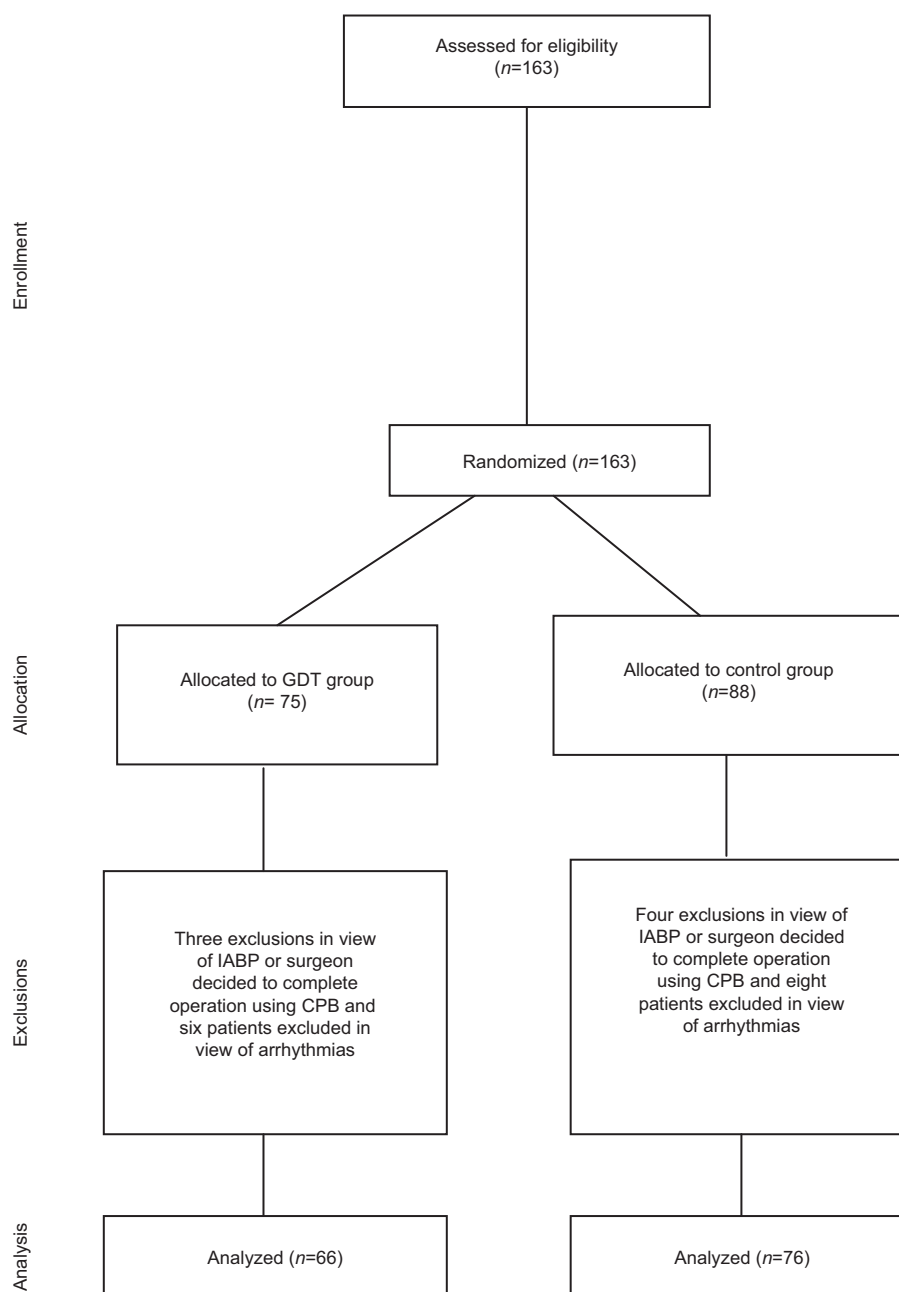 Assessed for eligibility
(n=163)
Enrollment
Randomized (n=163)
Allocation
Allocated to GDT group
(n= 75)
Allocated to control group
(n=88)
Exclusions
Three exclusions in view
of IABP or surgeon
decided to complete
operation using CPB and
six patients excluded in
view of arrhythmias
Four exclusions in view of
IABP or surgeon decided
to complete operation
using CPB and eight
patients excluded in view
of arrhythmias
Analysis
Analyzed (n=66)
Analyzed (n=76)